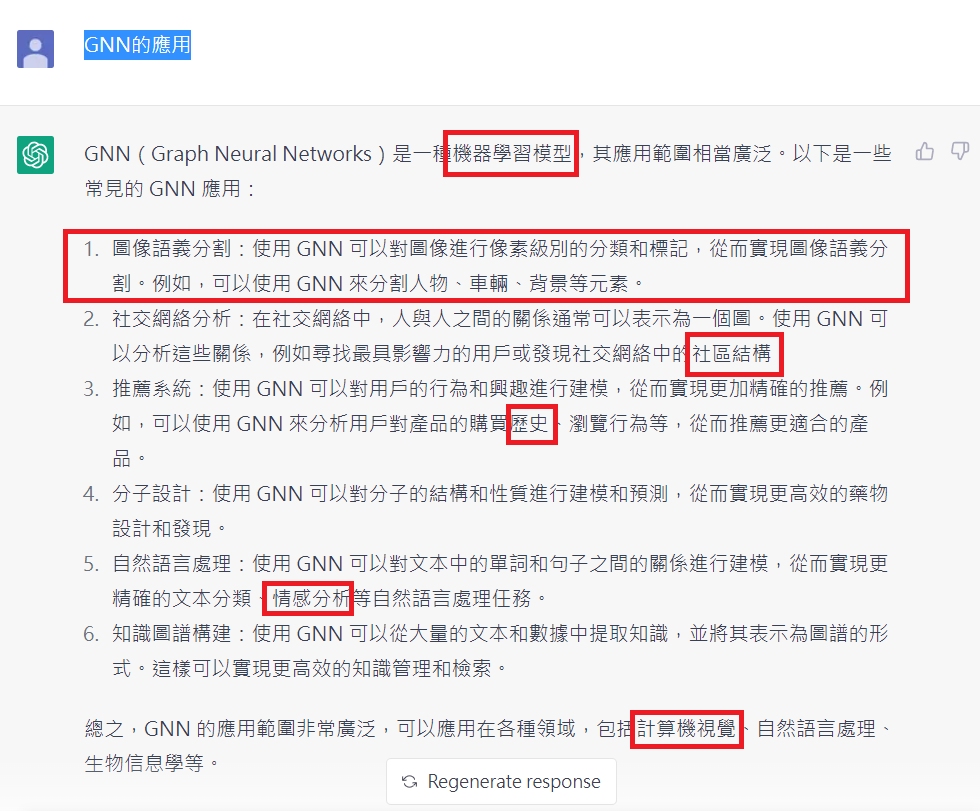 GNN的應用
GNN（Graph Neural Networks）是一種機器學習模型，其應用範圍相當廣泛。以下是一些
常見的 GNN 應用：
1. 圖像語義分割：使用 GNN 可以對圖像進行像素級別的分類和標記，從而實現圖像語義分
割。例如，可以使用 GNN 來分割人物、車輛、背景等元素。
2. 社交網絡分析：在社交網絡中，人與人之間的關係通常可以表示為一個圖。使用 GNN 可
以分析這些關係，例如尋找最具影響力的用戶或發現社交網絡中的社區結構
3. 推薦系統：使用 GNN 可以對用戶的行為和興趣進行建模，從而實現更加精確的推薦。例
如，可以使用 GNN 來分析用戶對產品的購買歷史、瀏覽行為等，從而推薦更適合的產
品。
4. 分子設計：使用 GNN 可以對分子的結構和性質進行建模和預測，從而實現更高效的藥物
設計和發現。
5. 自然語言處理：使用 GNN 可以對文本中的單詞和句子之間的關係進行建模，從而實現更
精確的文本分類、情感分析等自然語言處理任務。
6. 知識圖譜構建：使用 GNN 可以從大量的文本和數據中提取知識，並將其表示為圖譜的形
式。這樣可以實現更高效的知識管理和檢索。
總之，GNN 的應用範圍非常廣泛，可以應用在各種領域，包括計算機視覺、自然語言處理、
生物信息學等。
Regenerate response